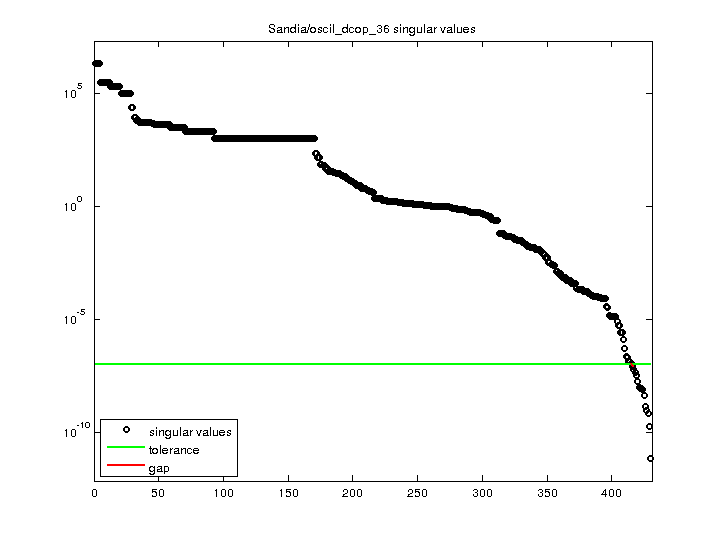 Sandia/oscil_dcop_36 singular values
10^5
10^0
10^-5
10^-10
singular values
tolerance
gap
0 50 100 150 200 250 300 350 400